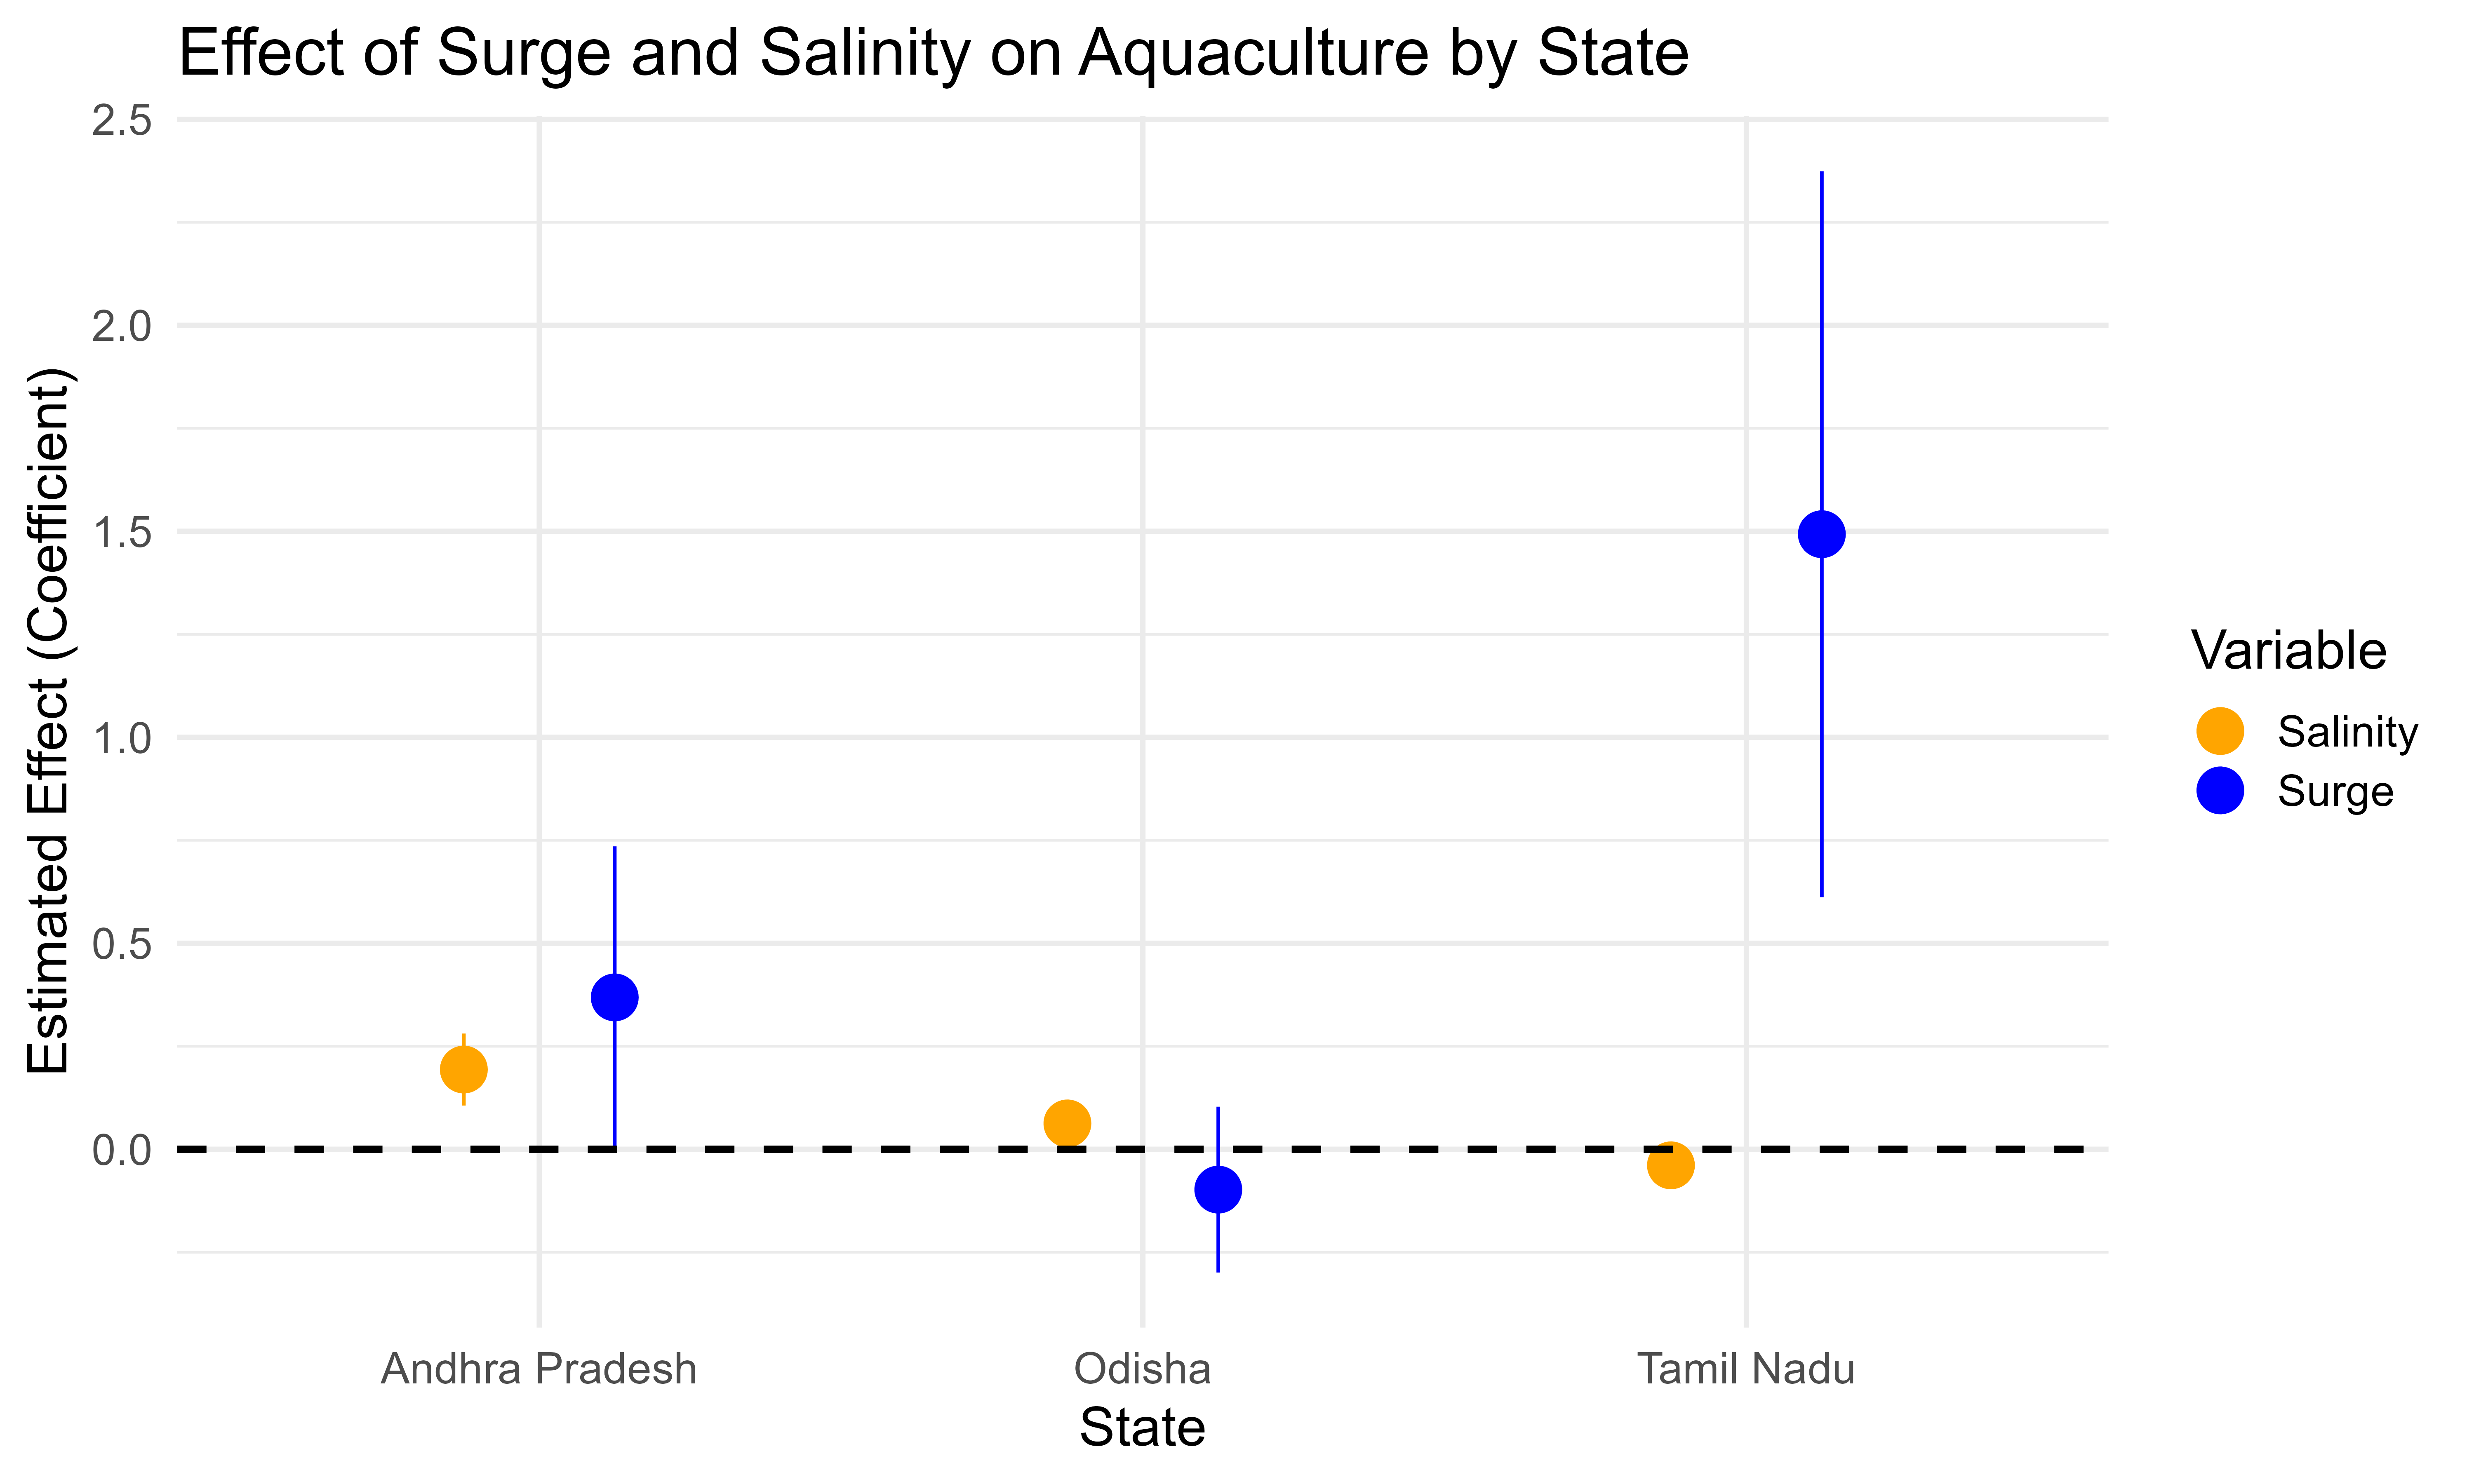 Effect of Surge and Salinity on Aquaculture by State
Estimated Effect (Coefficient)
2.5
2.0
1.5
1.0
0.5
0.0
Andhra Pradesh
Odisha
Tamil Nadu
State
Variable
Salinity
Surge